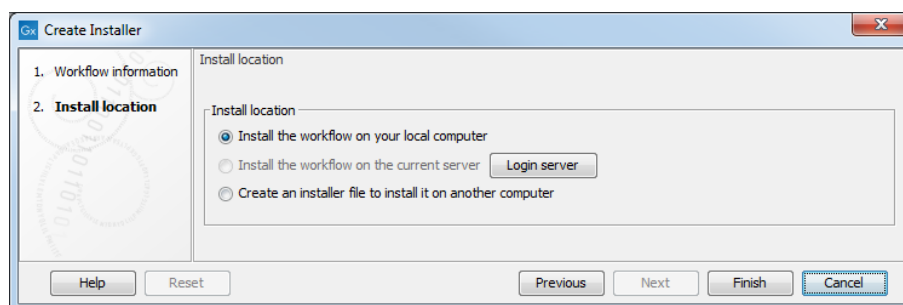 Gx Create Installer
1. Workflow information
2. Install location
Install location
Install location
Install the workflow on your local computer
Install the workflow on the current server Login server
Create an installer file to install it on another computer
Help Reset Previous Next Finish Cancel